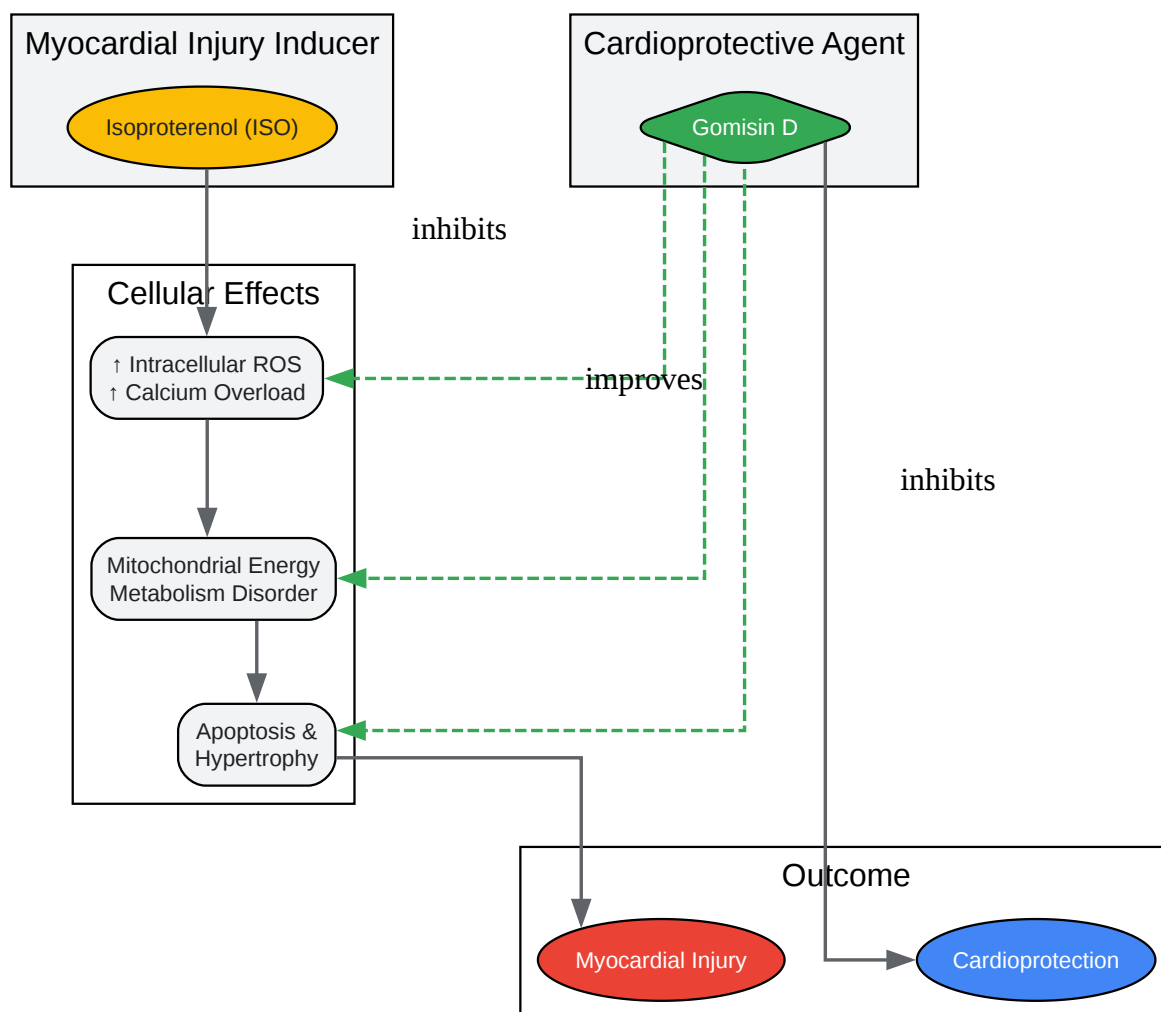 Myocardial Injury Inducer
Cardioprotective Agent
Isoproterenol (ISO)
Gomisin D
inhibits
Cellular Effects
↑ Intracellular ROS
↑ Calcium Overload
improves
inhibits
Mitochondrial Energy
Metabolism Disorder
Apoptosis &
Hypertrophy
Outcome
Myocardial Injury
Cardioprotection